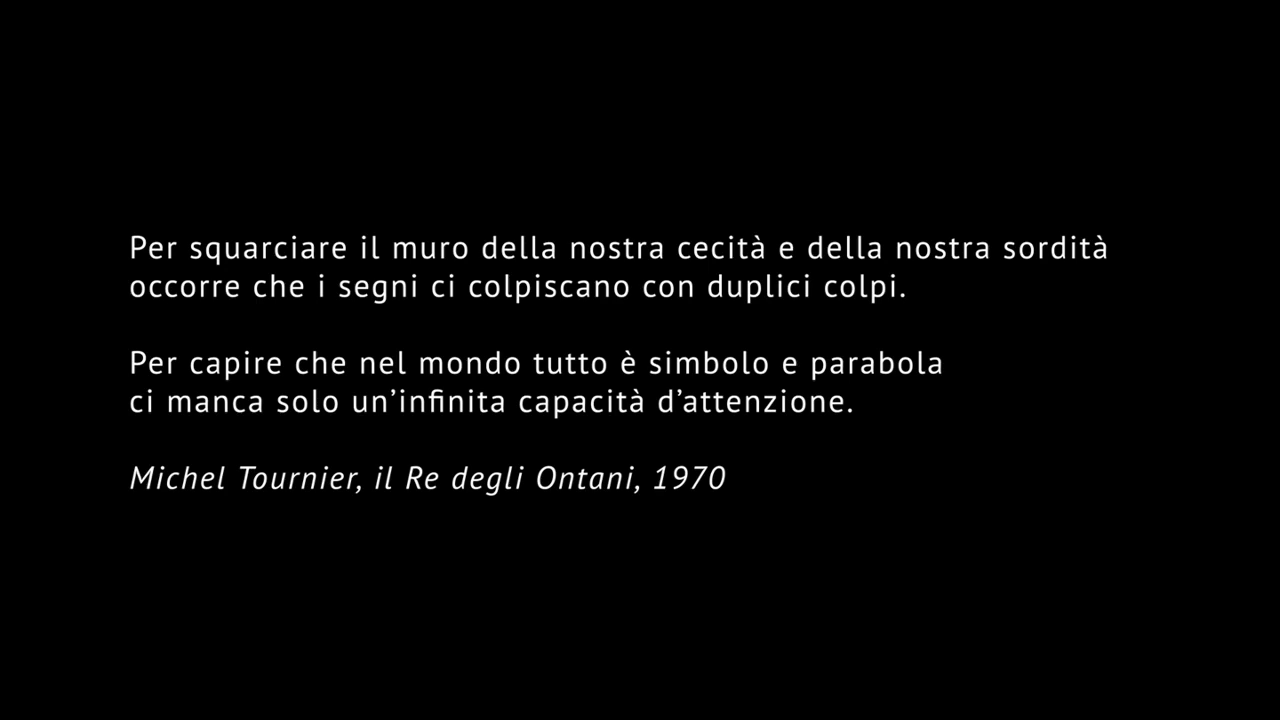 Per squarciare il muro della nostra cecità e della nostra sordità
occorre che i segni ci colpiscano con duplici colpi.
Per capire che nel mondo tutto è simbolo e parabola
ci manca solo un’infinita capacità d’attenzione.
Michel Tournier, il Re degli Ontani, 1970